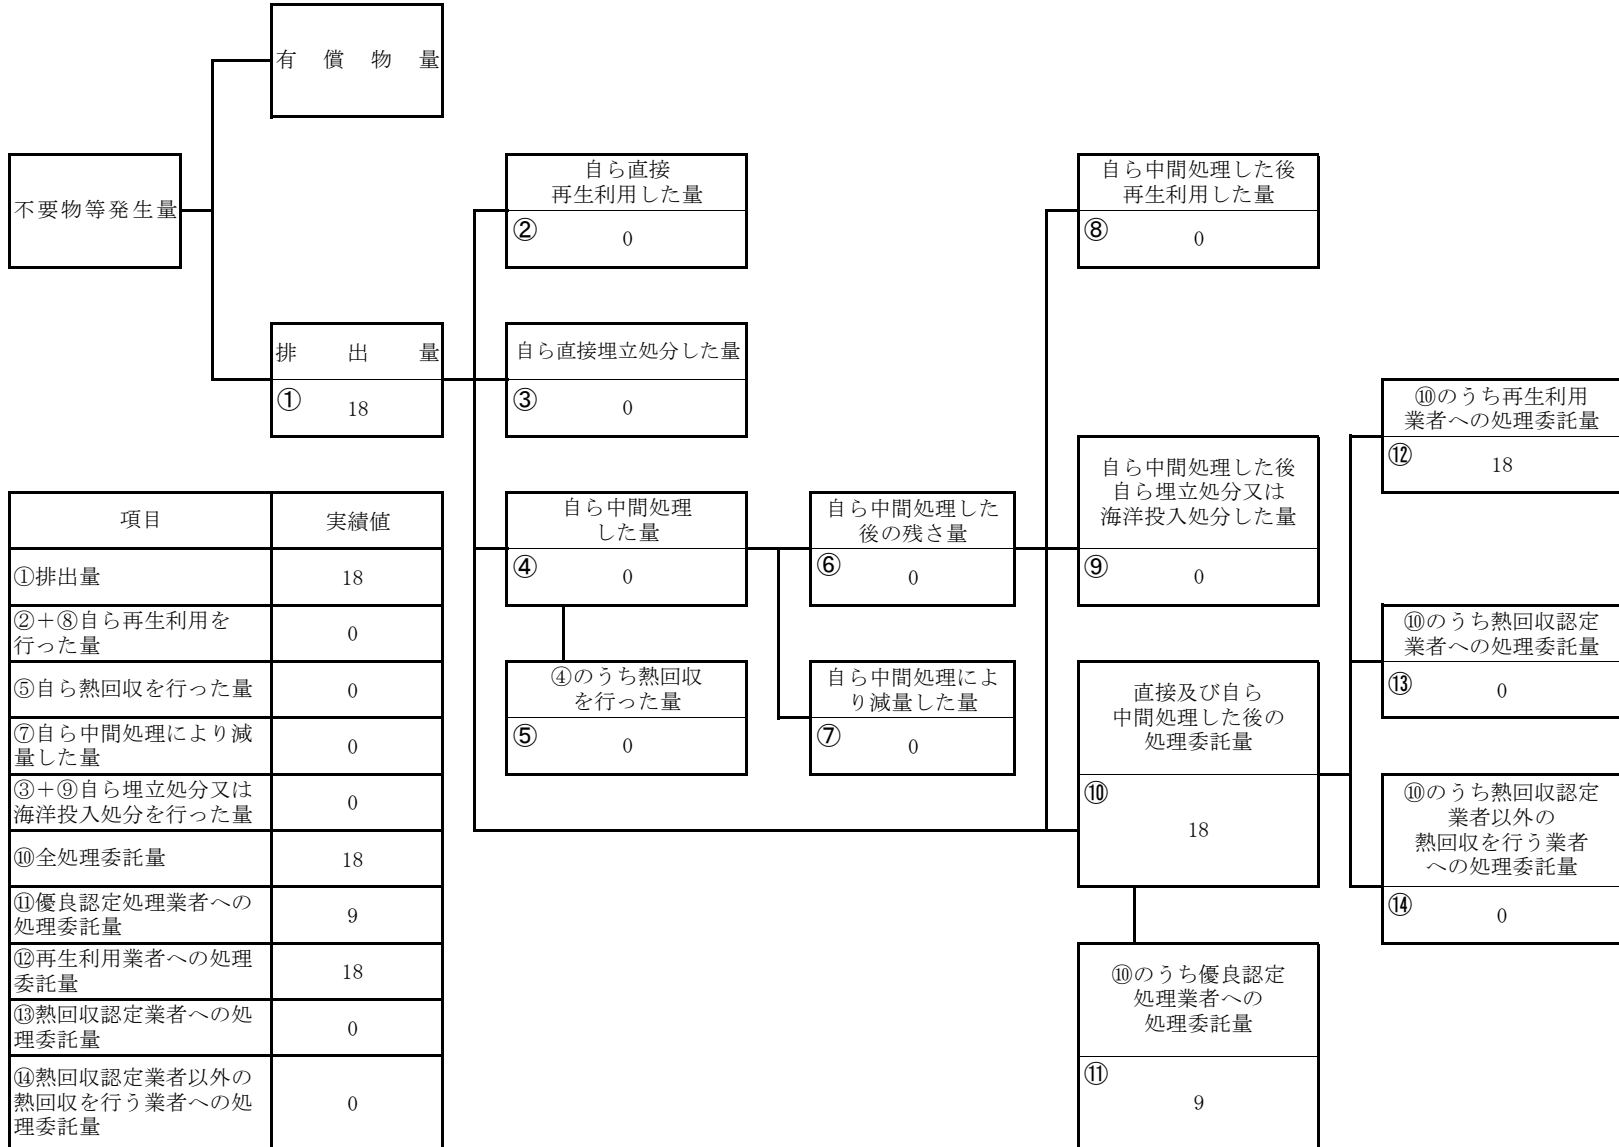 有償物量
不要物等発生量
自ら直接
再生利用した量
② 0
自ら中間処理した後
再生利用した量
⑧ 0
排出量
① 18
自ら直接埋立処分した量
③ 0
⑩のうち再生利用
業者への処理委託量
⑫ 18
自ら中間処理
した量
④ 0
自ら中間処理した
後の残さ量
⑥ 0
自ら中間処理した後
自ら埋立処分又は
海洋投入処分した量
⑨ 0
⑩のうち熱回収認定
業者への処理委託量
⑬ 0
④のうち熱回収
を行った量
⑤ 0
自ら中間処理によ
り減量した量
⑦ 0
直接及び自ら
中間処理した後の
処理委託量
⑩
18
⑩のうち熱回収認定
業者以外の
熱回収を行う業者
への処理委託量
⑭ 0
⑩のうち優良認定
処理業者への
処理委託量
⑪
9
項目 実績値
①排出量 18
②+⑧自ら再生利用を
行った量 0
⑤自ら熱回収を行った量 0
⑦自ら中間処理により減
量した量 0
③+⑨自ら埋立処分又は
海洋投入処分を行った量 0
⑩全処理委託量 18
⑪優良認定処理業者への
処理委託量 9
⑫再生利用業者への処理
委託量 18
⑬熱回収認定業者への処
理委託量 0
⑭熱回収認定業者以外の
熱回収を行う業者への処 0
理委託量